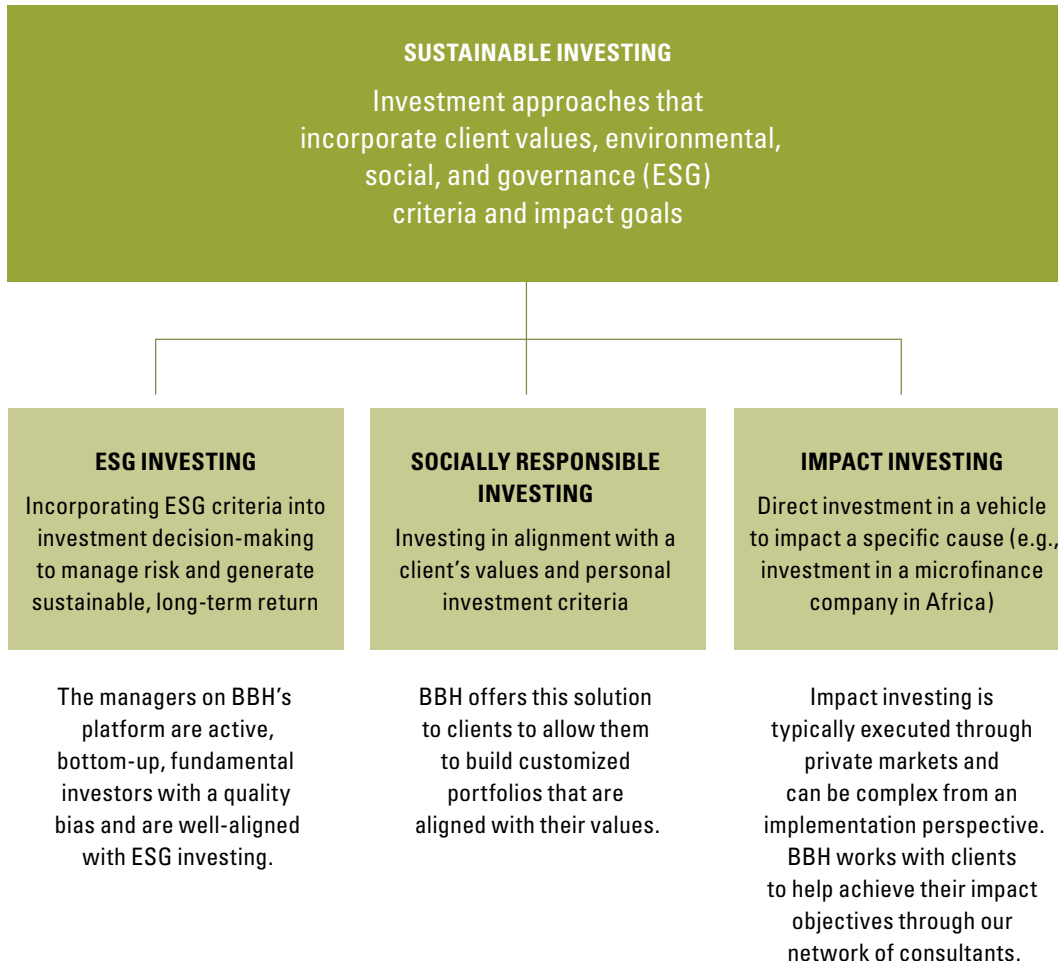 SUSTAINABLE INVESTING
Investment approaches that
incorporate client values, environmental,
social, and governance (ESG)
criteria and impact goals
ESG INVESTING
Incorporating ESG criteria into
investment decision-making
to manage risk and generate
sustainable, long-term return
The managers on BBH’s
platform are active,
bottom-up, fundamental
investors with a quality
bias and are well-aligned
with ESG investing.
SOCIALLY RESPONSIBLE
INVESTING
Investing in alignment with a
client’s values and personal
investment criteria
BBH offers this solution
to clients to allow them
to build customized
portfolios that are
aligned with their values.
IMPACT INVESTING
Direct investment in a vehicle
to impact a specific cause (e.g.,
investment in a microfinance
company in Africa)
Impact investing is
typically executed through
private markets and
can be complex from an
implementation perspective.
BBH works with clients
to help achieve their impact
objectives through our
network of consultants.